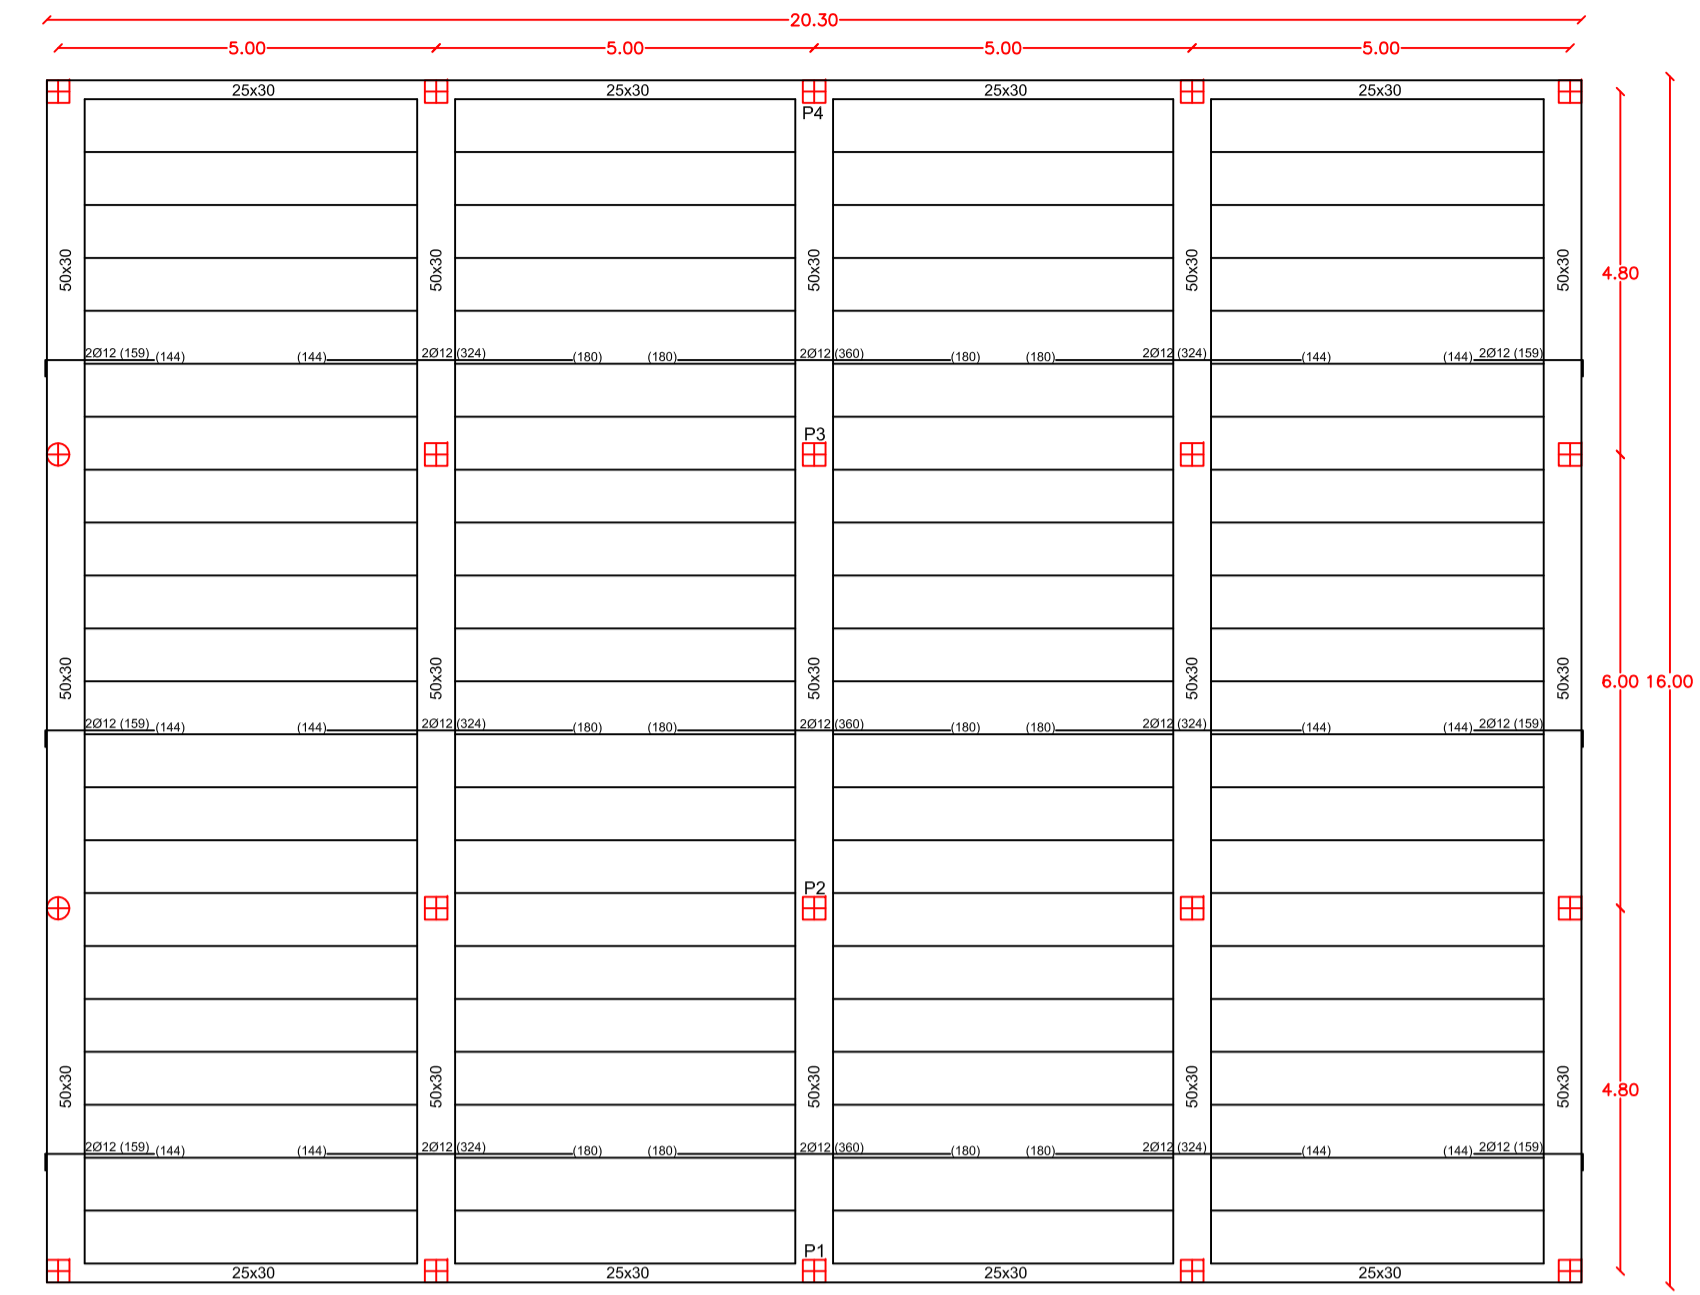 20.30
5.00 5.00 5.00 5.00
25x30 25x30 25x30 25x30
P4
50x30 50x30 50x30 50x30 50x30 4.80
2Ø12 (159) (144) (144) 2Ø12 (324) (180) (180) 2Ø12 (360) (180) (180) 2Ø12 (324) (144) (144) 2Ø12 (159)
P3
50x30 50x30 50x30 50x30 50x30 6.00 16.00
2Ø12 (159) (144) (144) 2Ø12 (324) (180) (180) 2Ø12 (360) (180) (180) 2Ø12 (324) (144) (144) 2Ø12 (159)
P2
50x30 50x30 50x30 50x30 50x30 4.80
2Ø12 (159) (144) (144) 2Ø12 (324) (180) (180) 2Ø12 (360) (180) (180) 2Ø12 (324) (144) (144) 2Ø12 (159)
P1
25x30 25x30 25x30 25x30